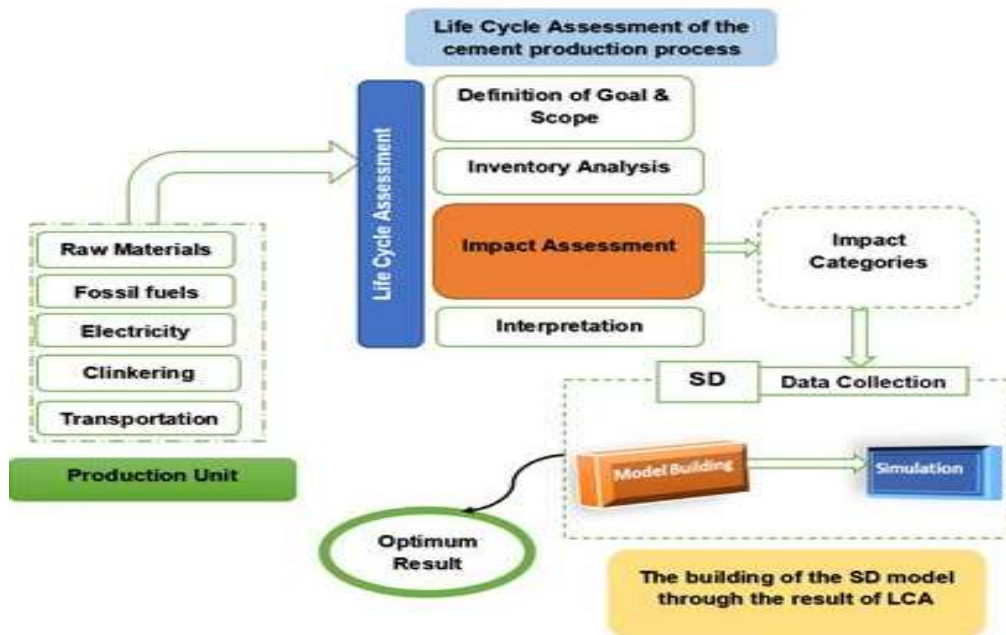 Life Cycle Assessment of the
cement production process
Life Cycle Assessment
Definition of Goal &
Scope
Inventory Analysis
Impact Assessment
Interpretation
Impact
Categories
Raw Materials
Fossil fuels
Electricity
Clinkering
Transportation
Production Unit
SD
Data Collection
Model Building
Simulation
Optimum
Result
The building of the SD model
through the result of LCA